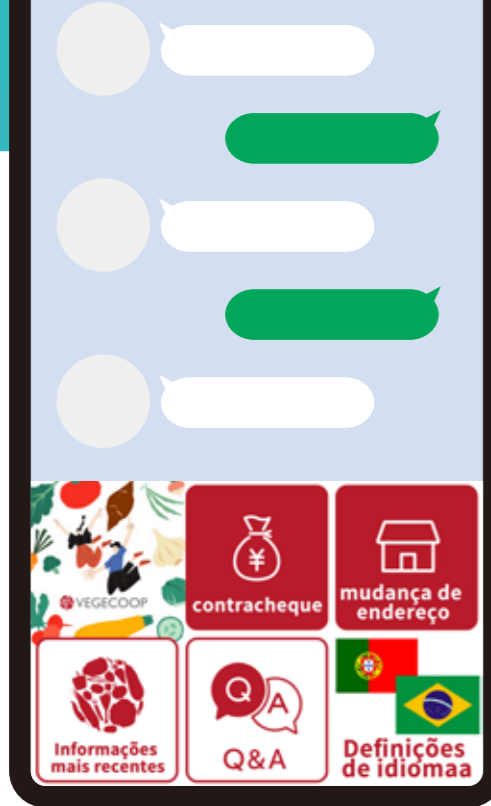 VEGECOOP
contracheque
mudança de
endereço
Informações
mais recentes
Q A
Q&A
Definições
de idiomaa